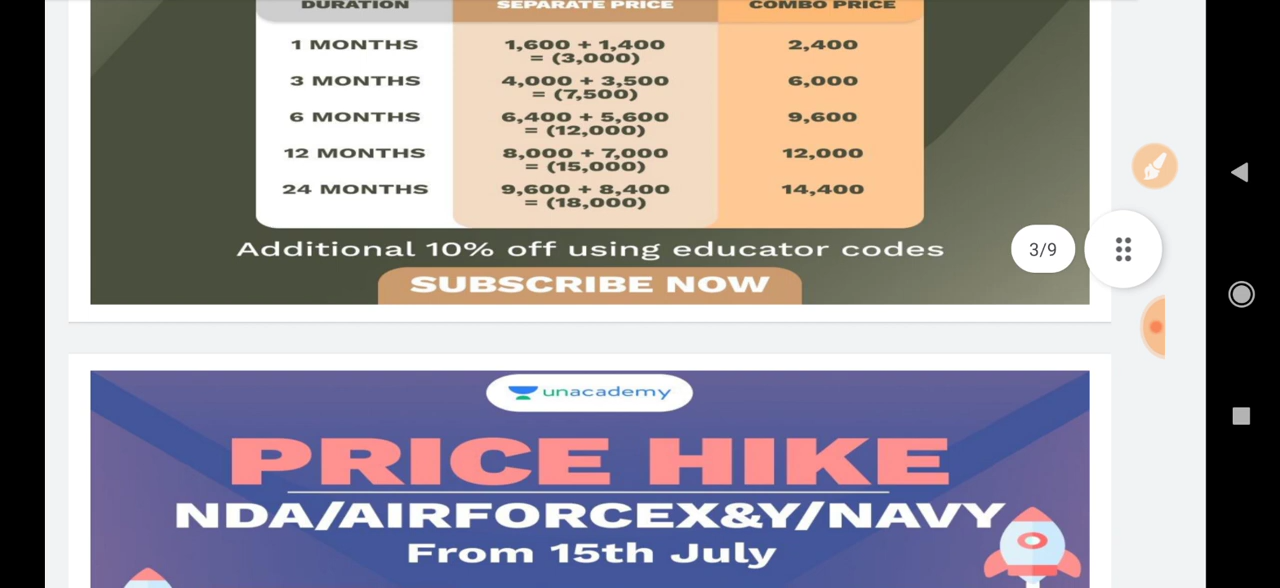 DURATION SEPARATE PRICE COMBO PRICE
1 MONTHS 1,600 + 1,400 2,400
= (3,000)
3 MONTHS 4,000 + 3,500 6,000
= (7,500)
6 MONTHS 6,400 + 5,600 9,600
= (12,000)
12 MONTHS 8,000 + 7,000 12,000
= (15,000)
24 MONTHS 9,600 + 8,400 14,400
= (18,000)
Additional 10% off using educator codes
3/9
SUBSCRIBE NOW
unacademy
PRICE HIKE
NDA/AIRFORCEX&Y/NAVY
From 15th July